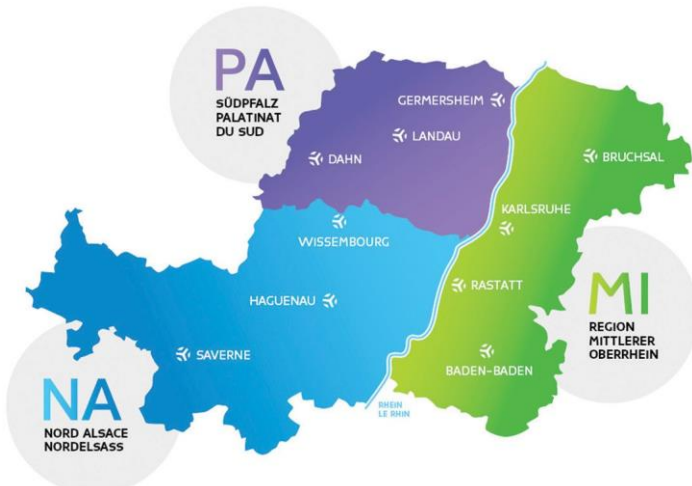 PA
SÜDPFALZ
PALATINAT
DU SUD
GERMERSHEIM
LANDAU
DAHN
BRUCHSAL
KARLSRUHE
WISSEMBOURG
HAGUENAU
RASTATT
SAVERNE
BADEN-BADEN
MI
REGION
MITTLERER
OBERRHEIN
NA
NORD ALSACE
NORDELSASS
RHEIN
LE RHIN